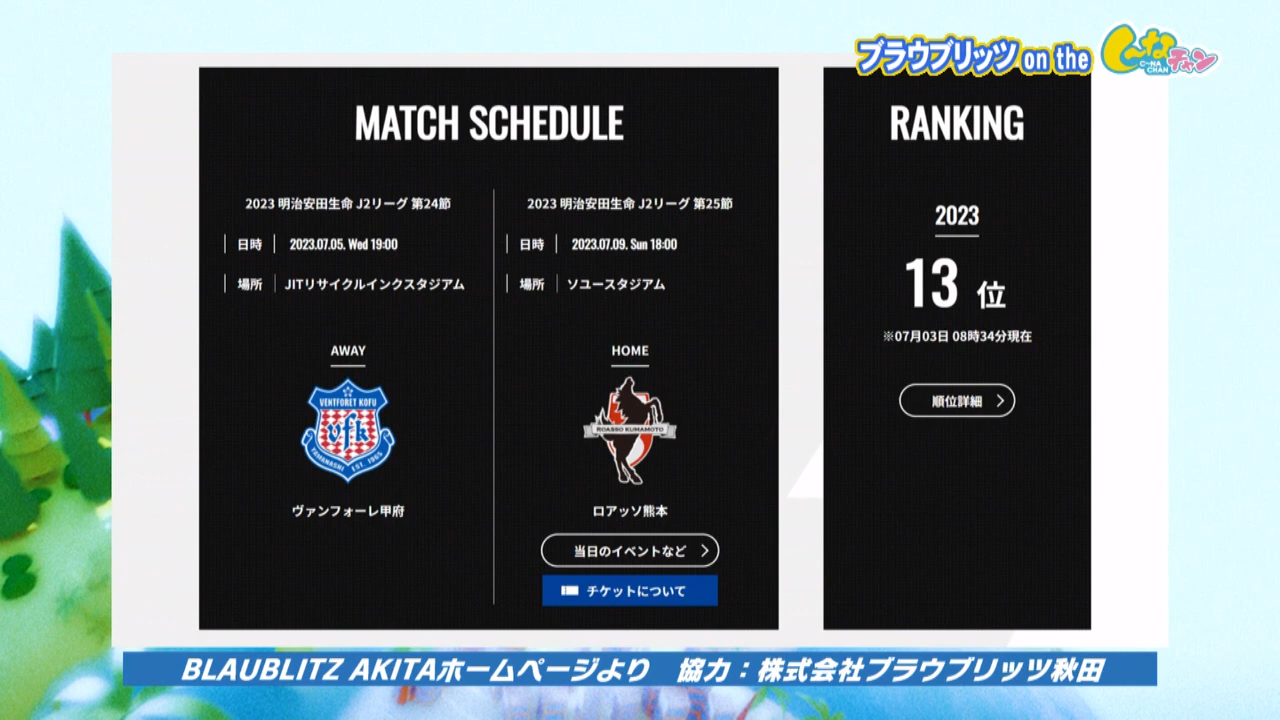 ブラウブリッツ on the し〜なチャン
C〜NA CHAN
MATCH SCHEDULE
2023 明治安田生命 J2リーグ 第24節
日時 2023.07.05. Wed 19:00
場所 JITリサイクルインクスタジアム
AWAY
VENTFORET KOFU
vfk
YAMANASHI EST. 1965
ヴァンフォーレ甲府
2023 明治安田生命 J2リーグ 第25節
日時 2023.07.09. Sun 18:00
場所 ソユースタジアム
HOME
ROASSO KUMAMOTO
ロアッソ熊本
当日のイベントなど
チケットについて
RANKING
2023
13 位
※07月03日 08時34分現在
順位詳細
BLAUBLITZ AKITAホームページより 協力：株式会社ブラウブリッツ秋田